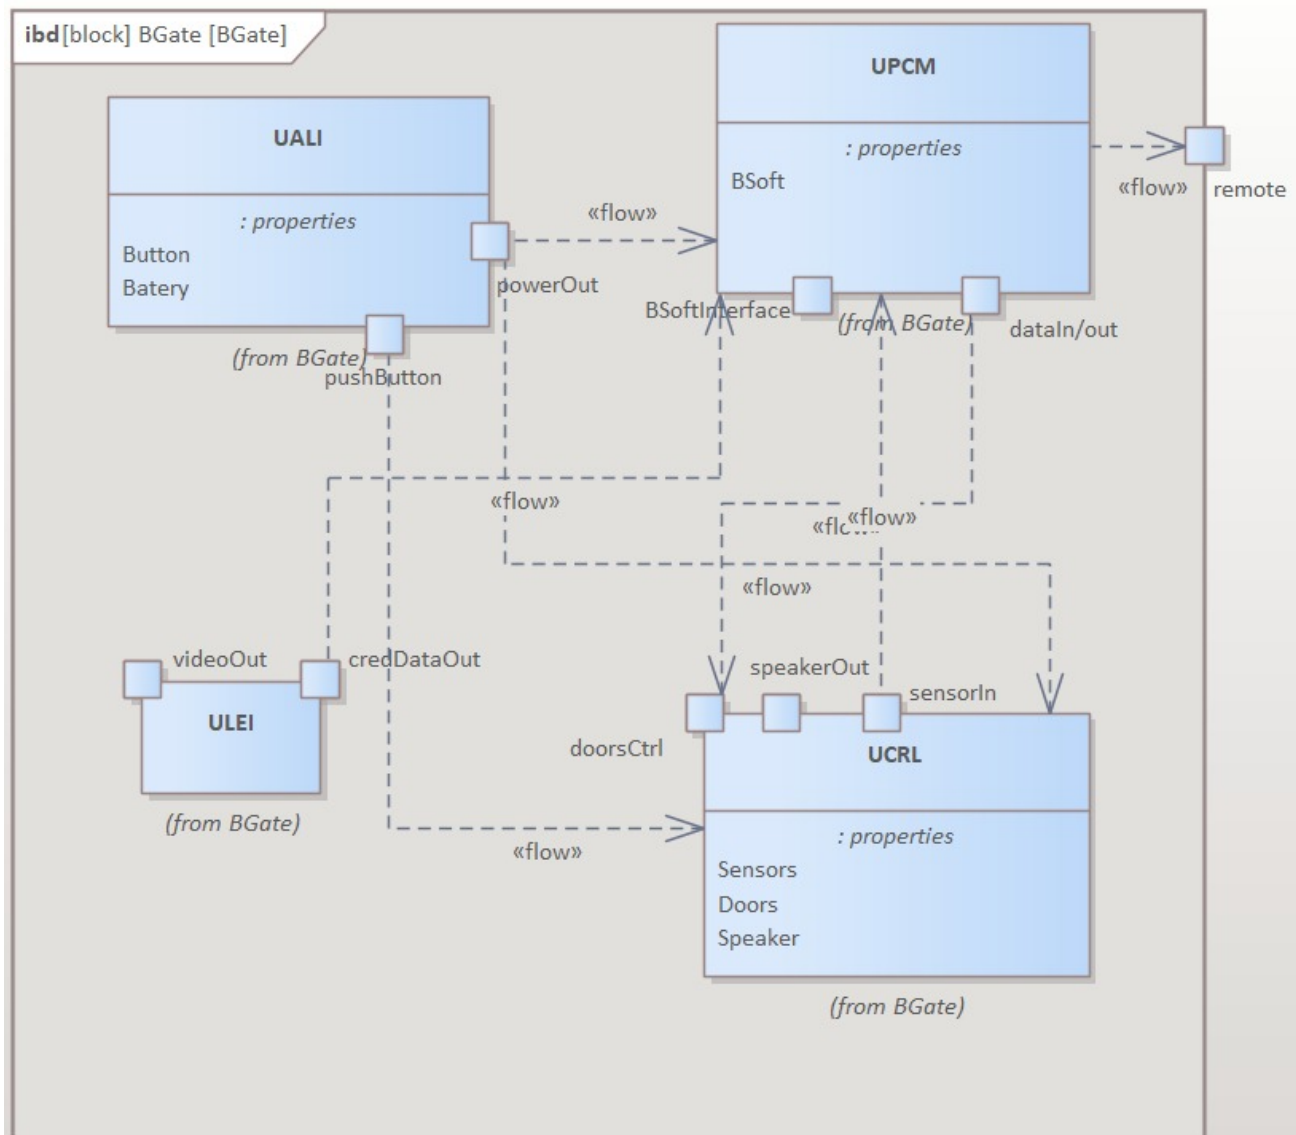 ibd [block] BGate [BGate]
UPCM
: properties
BSoft
«flow»
remote
UALI
: properties
Button
Batery
«flow»
powerOut
(from BGate)
pushButton
BSoftInterface
(from BGate)
dataIn/out
«flow»
«flow»
«flow»
videoOut
credDataOut
ULEI
(from BGate)
speakerOut
sensorIn
doorsCtrl
UCRL
: properties
Sensors
Doors
Speaker
«flow»
(from BGate)